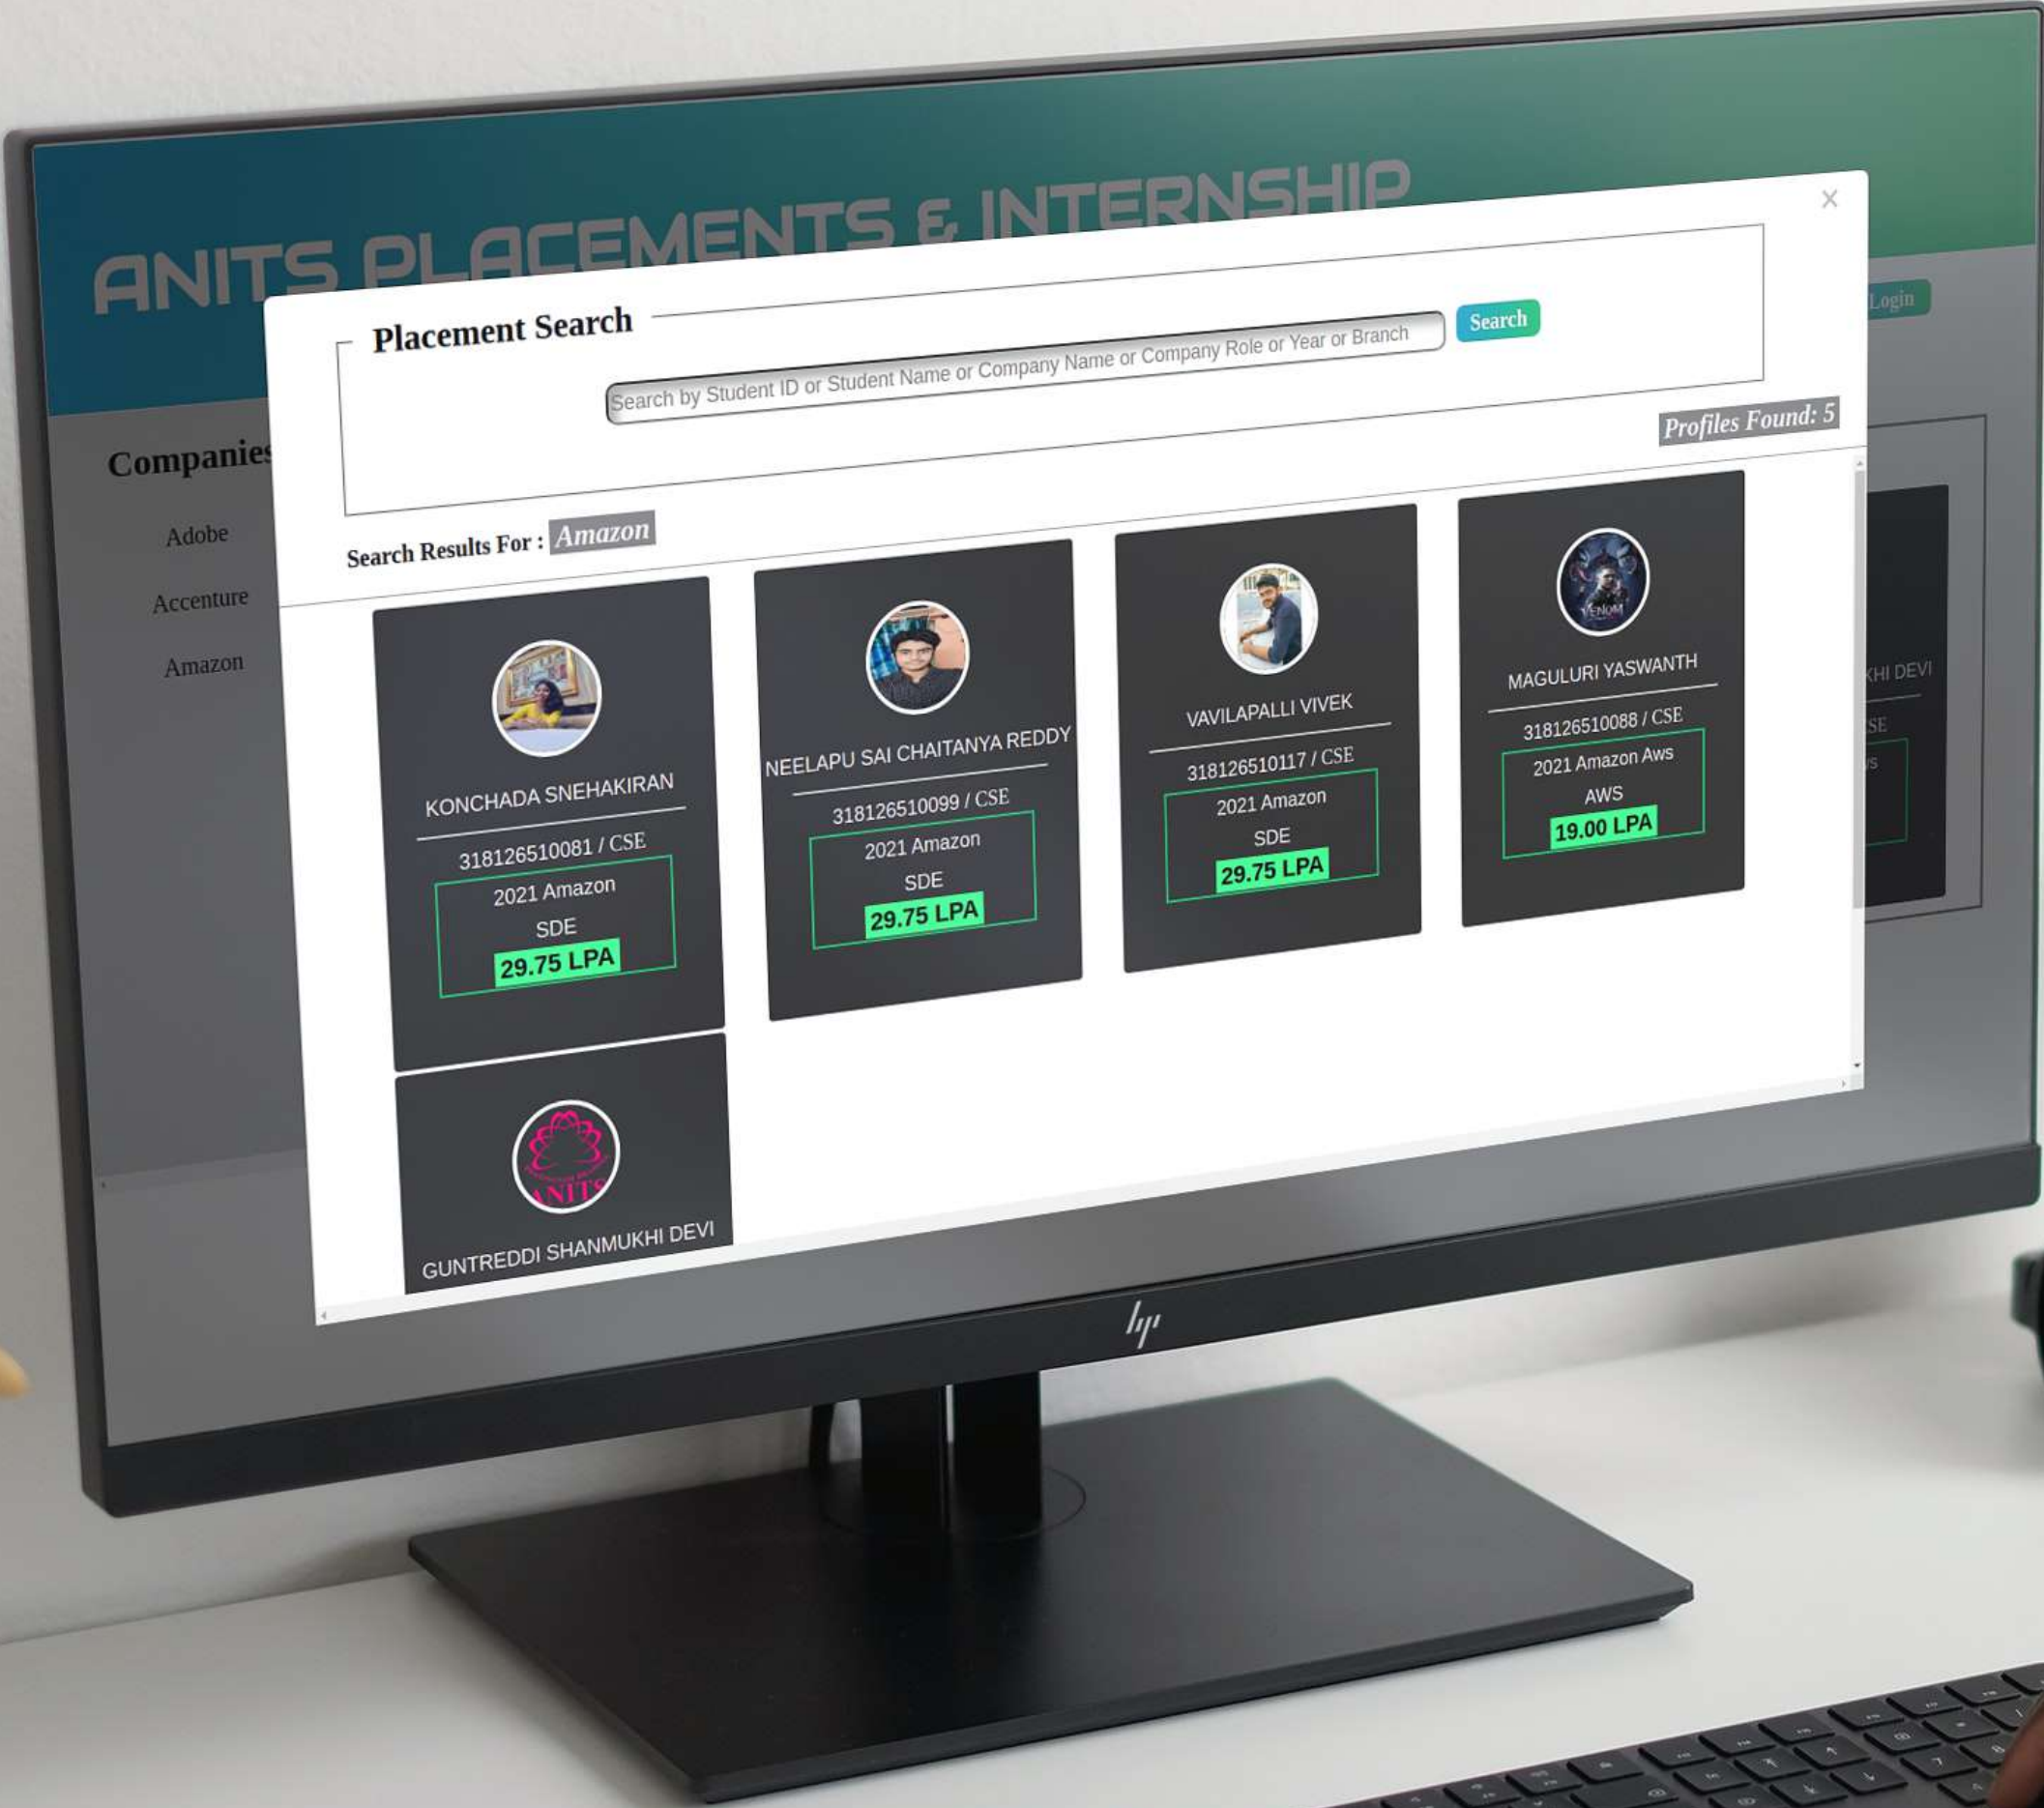 ANITS PLACEMENTS & INTERNSHIP
Login
Companies
Adobe
Accenture
Amazon
×
Placement Search
Search by Student ID or Student Name or Company Name or Company Role or Year or Branch
Search
Profiles Found: 5
Search Results For : Amazon
KONCHADA SNEHAKIRAN
318126510081 / CSE
2021 Amazon
SDE
29.75 LPA
NEELAPU SAI CHAITANYA REDDY
318126510099 / CSE
2021 Amazon
SDE
29.75 LPA
VAVILAPALLI VIVEK
318126510117 / CSE
2021 Amazon
SDE
29.75 LPA
VENOM
MAGULURI YASWANTH
318126510088 / CSE
2021 Amazon Aws
AWS
19.00 LPA
ANITS
GUNTREDDI SHANMUKHI DEVI
KHI DEVI
SE
vs
hp